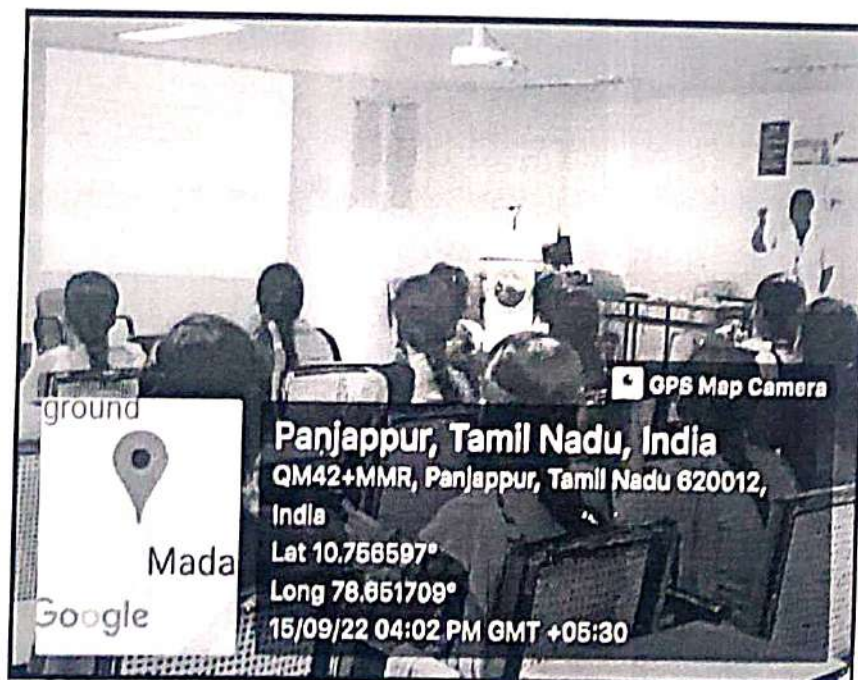 GPS Map Camera
ground
Mada
Google
Panjappur, Tamil Nadu, India
QM42+MMR, Panjappur, Tamil Nadu 620012,
India
Lat 10.756597°
Long 78.651709°
15/09/22 04:02 PM GMT +05:30